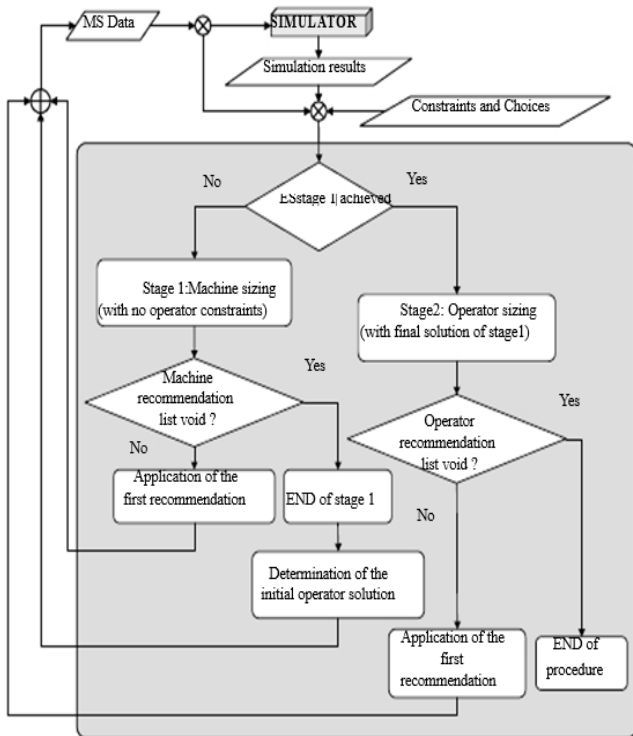 MS Data
SIMULATOR
Simulation results
Constraints and Choices
No
Yes
ESstage 1 achieved
Stage 1:Machine sizing
(with no operator constraints)
Stage2: Operator sizing
(with final solution of stage1)
Machine
recommendation
list void ?
Yes
No
Operator
recommendation
list void ?
Yes
No
Application of the
first recommendation
END of stage 1
Determination of the
initial operator solution
Application of the
first
recommendation
END of
procedure